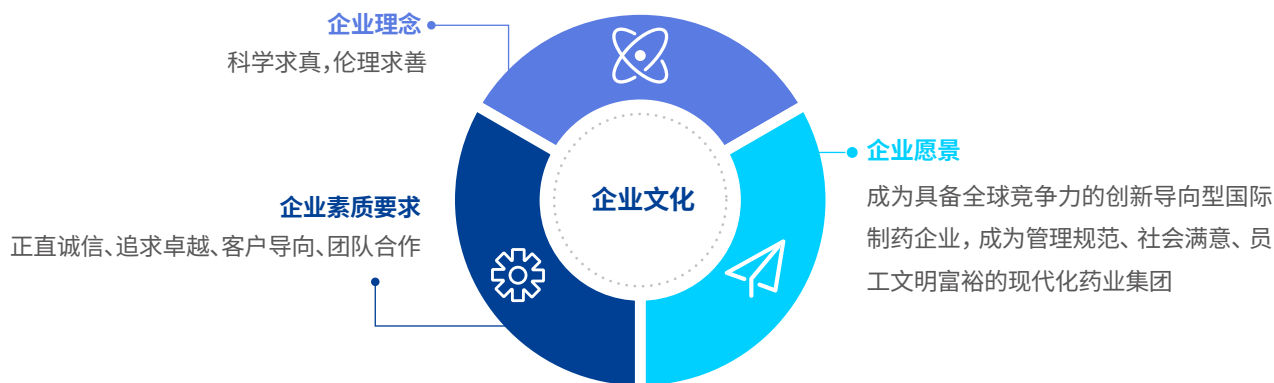 企业理念
科学求真，伦理求善
企业愿景
成为具备全球竞争力的创新导向型国际
制药企业，成为管理规范、社会满意、员
工文明富裕的现代化药业集团
企业文化
企业素质要求
正直诚信、追求卓越、客户导向、团队合作